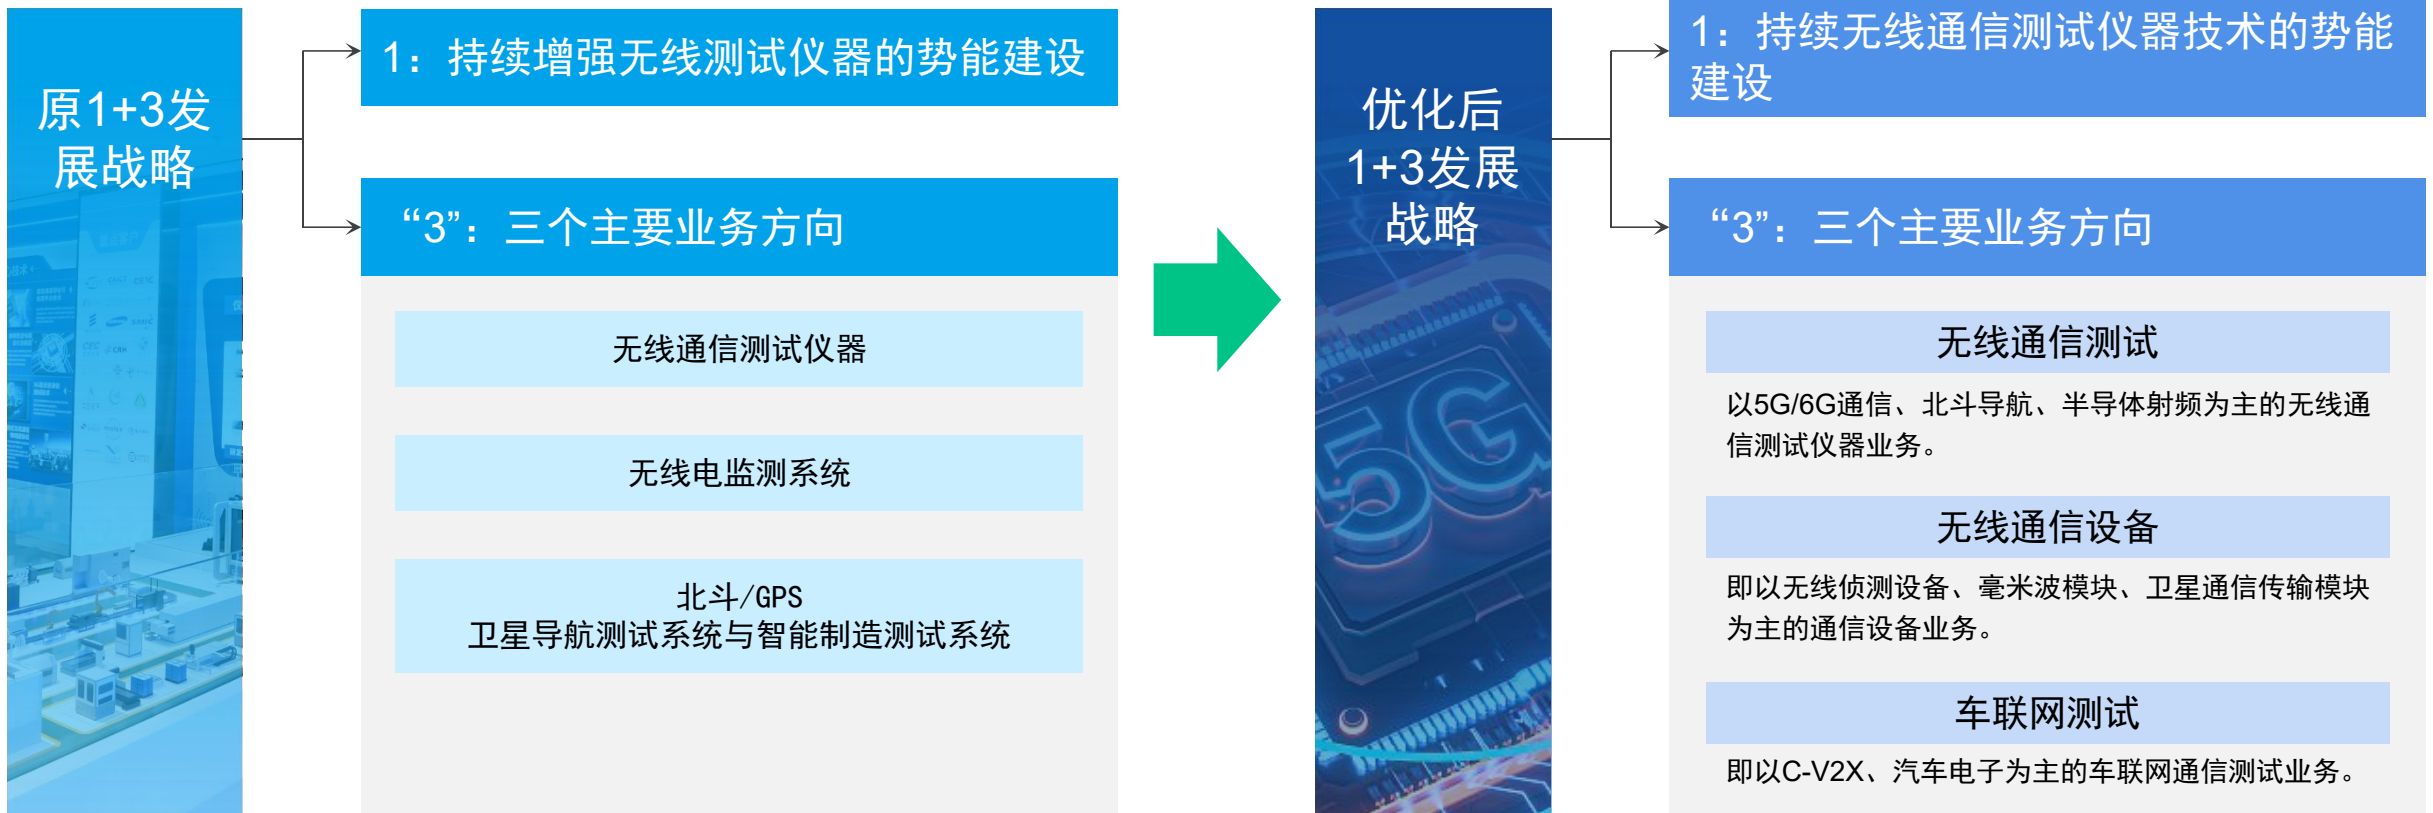 原1+3发
展战略
1：持续增强无线测试仪器的势能建设
“3”：三个主要业务方向
无线通信测试仪器
无线电监测系统
北斗/GPS
卫星导航测试系统与智能制造测试系统
优化后
1+3发展
战略
5G
1：持续无线通信测试仪器技术的势能
建设
“3”：三个主要业务方向
无线通信测试
以5G/6G通信、北斗导航、半导体射频为主的无线通
信测试仪器业务。
无线通信设备
即以无线侦测设备、毫米波模块、卫星通信传输模块
为主的通信设备业务。
车联网测试
即以C-V2X、汽车电子为主的车联网通信测试业务。